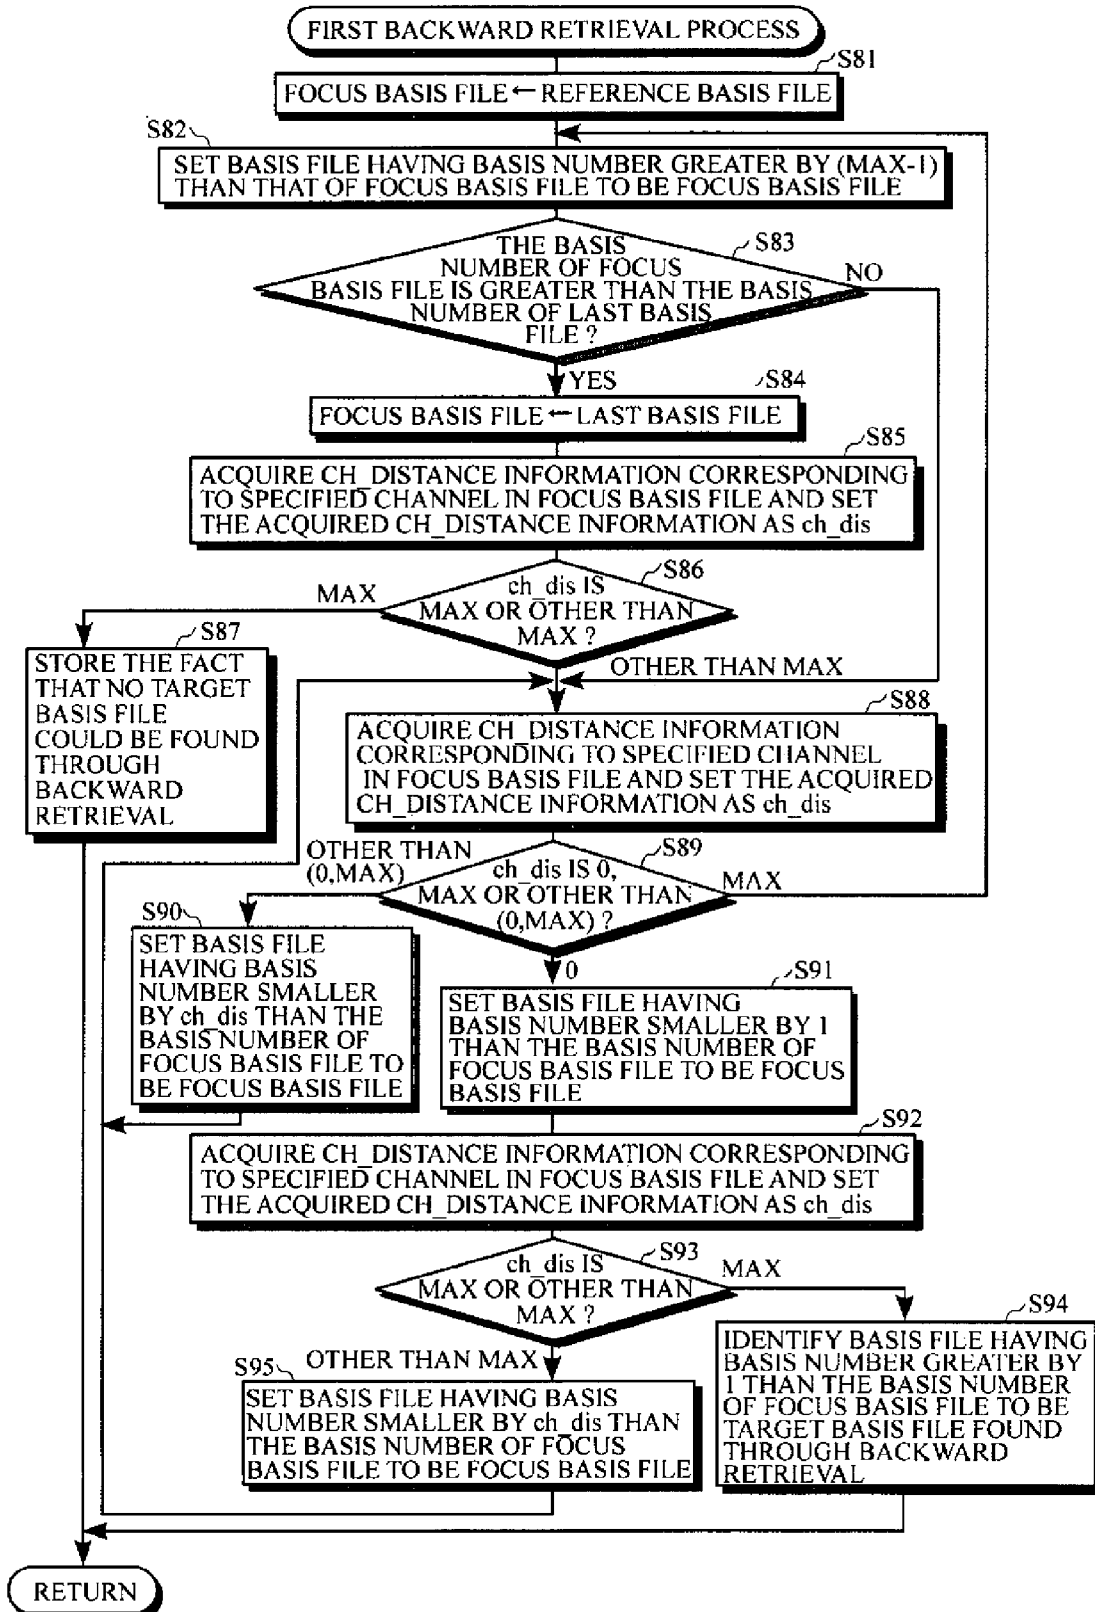 FIRST BACKWARD RETRIEVAL PROCESS
S81
FOCUS BASIS FILE ← REFERENCE BASIS FILE
S82
SET BASIS FILE HAVING BASIS NUMBER GREATER BY (MAX-1)
THAN THAT OF FOCUS BASIS FILE TO BE FOCUS BASIS FILE
S83
THE BASIS
NUMBER OF FOCUS
BASIS FILE IS GREATER THAN THE BASIS
NUMBER OF LAST BASIS
FILE ?
NO
YES
S84
FOCUS BASIS FILE ← LAST BASIS FILE
S85
ACQUIRE CH_DISTANCE INFORMATION CORRESPONDING
TO SPECIFIED CHANNEL IN FOCUS BASIS FILE AND SET
THE ACQUIRED CH_DISTANCE INFORMATION AS ch_dis
S86
ch_dis IS
MAX OR OTHER THAN
MAX ?
MAX
OTHER THAN MAX
S87
STORE THE FACT
THAT NO TARGET
BASIS FILE
COULD BE FOUND
THROUGH
BACKWARD
RETRIEVAL
S88
ACQUIRE CH_DISTANCE INFORMATION
CORRESPONDING TO SPECIFIED CHANNEL
IN FOCUS BASIS FILE AND SET THE ACQUIRED
CH_DISTANCE INFORMATION AS ch_dis
S89
ch_dis IS 0,
MAX OR OTHER THAN
(0,MAX) ?
OTHER THAN
(0,MAX)
MAX
0
S90
SET BASIS FILE
HAVING BASIS
NUMBER SMALLER
BY ch_dis THAN THE
BASIS NUMBER OF
FOCUS BASIS FILE TO
BE FOCUS BASIS FILE
S91
SET BASIS FILE HAVING
BASIS NUMBER SMALLER BY 1
THAN THE BASIS NUMBER OF
FOCUS BASIS FILE TO BE FOCUS
BASIS FILE
S92
ACQUIRE CH_DISTANCE INFORMATION CORRESPONDING
TO SPECIFIED CHANNEL IN FOCUS BASIS FILE AND SET
THE ACQUIRED CH_DISTANCE INFORMATION AS ch_dis
S93
ch_dis IS
MAX OR OTHER THAN
MAX ?
MAX
OTHER THAN MAX
S94
IDENTIFY BASIS FILE HAVING
BASIS NUMBER GREATER BY
1 THAN THE BASIS NUMBER
OF FOCUS BASIS FILE TO BE
TARGET BASIS FILE FOUND
THROUGH BACKWARD
RETRIEVAL
S95
SET BASIS FILE HAVING BASIS
NUMBER SMALLER BY ch_dis THAN
THE BASIS NUMBER OF FOCUS
BASIS FILE TO BE FOCUS BASIS FILE
RETURN